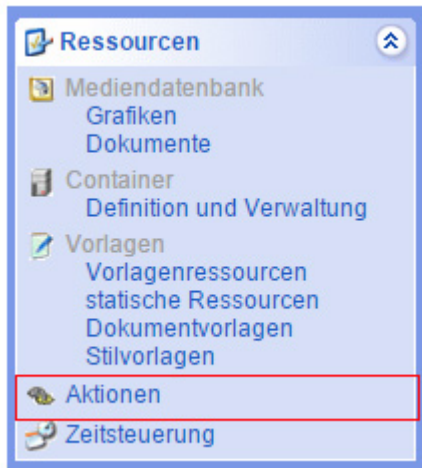 Ressourcen
Mediendatenbank
Grafiken
Dokumente
Container
Definition und Verwaltung
Vorlagen
Vorlagenressourcen
statische Ressourcen
Dokumentvorlagen
Stilvorlagen
Aktionen
Zeitsteuerung